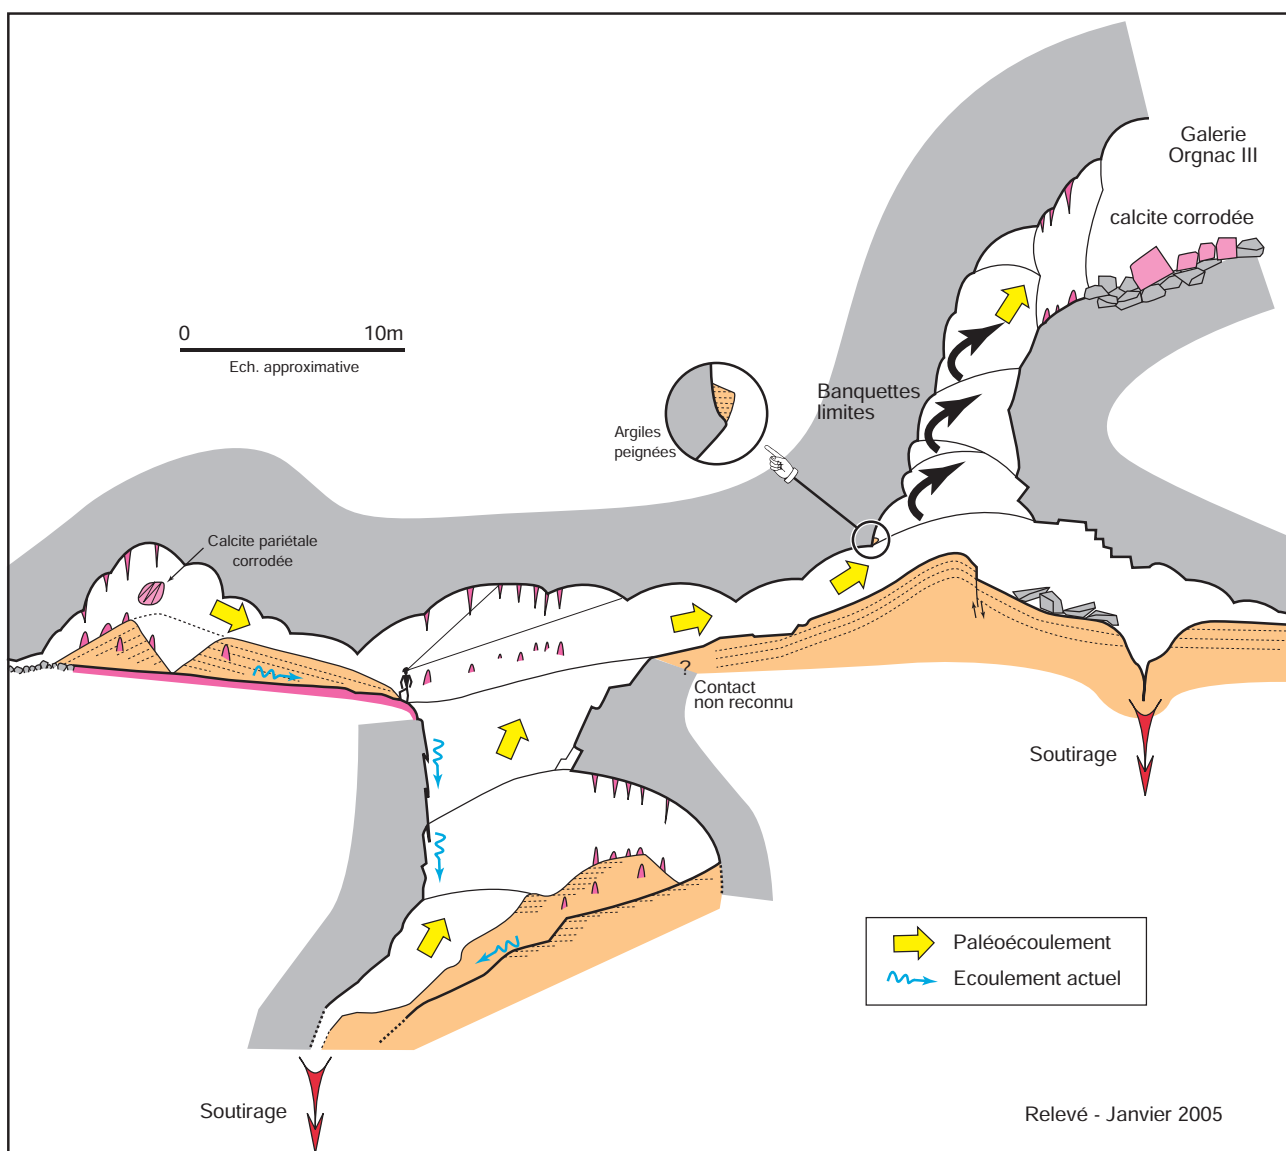 Galerie
Orgnac III
calcite corrodée
0 10m
Ech. approximative
Banquettes
limites
Argiles
peignées
Calcite pariétale
corrodée
?
Contact
non reconnu
Soutirage
Paléoécoulement
Ecoulement actuel
Soutirage
Relevé - Janvier 2005